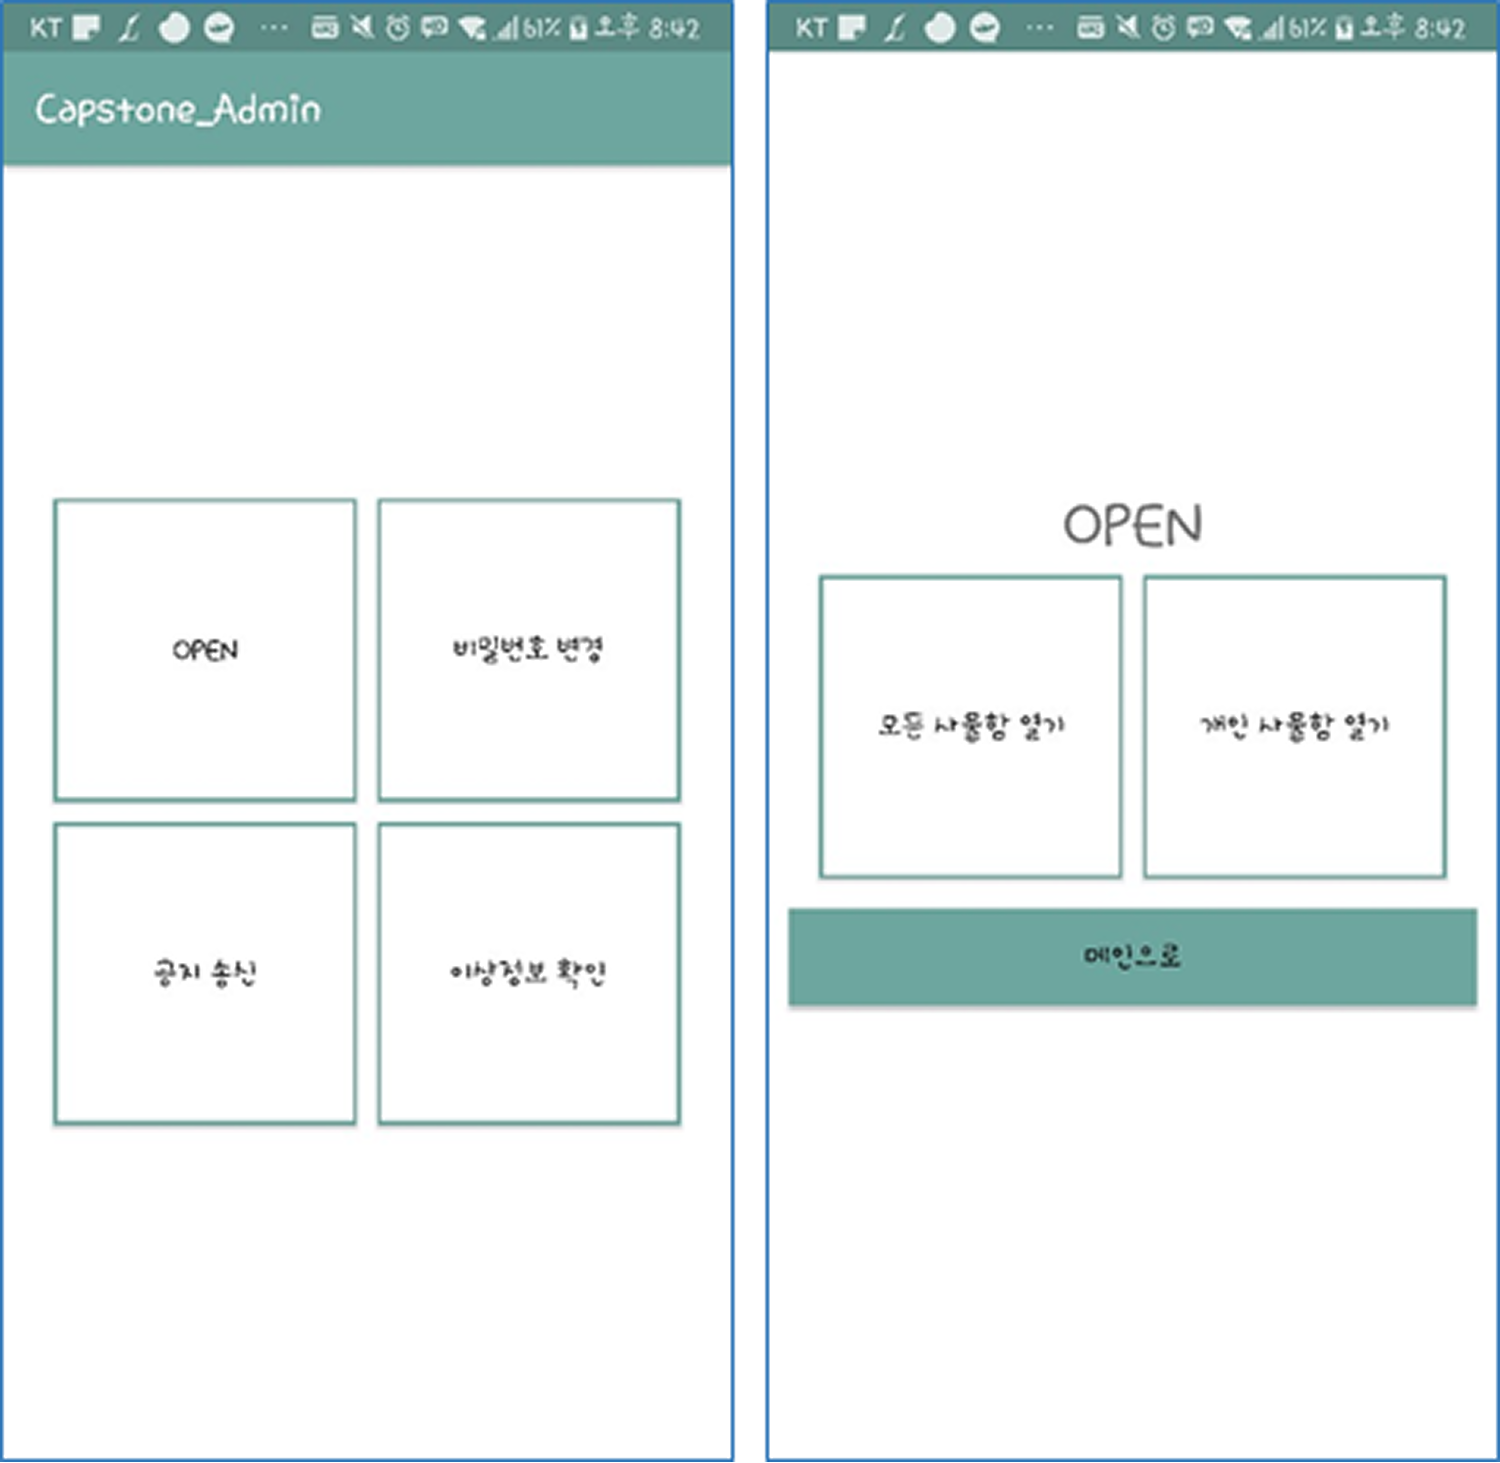 KT ... 61% 오후 8:42
Capstone_Admin
OPEN
비밀번호 변경
공지 송신
이상정보 확인
KT ... 61% 오후 8:42
OPEN
모든 사물함 열기
개인 사물함 열기
메인으로